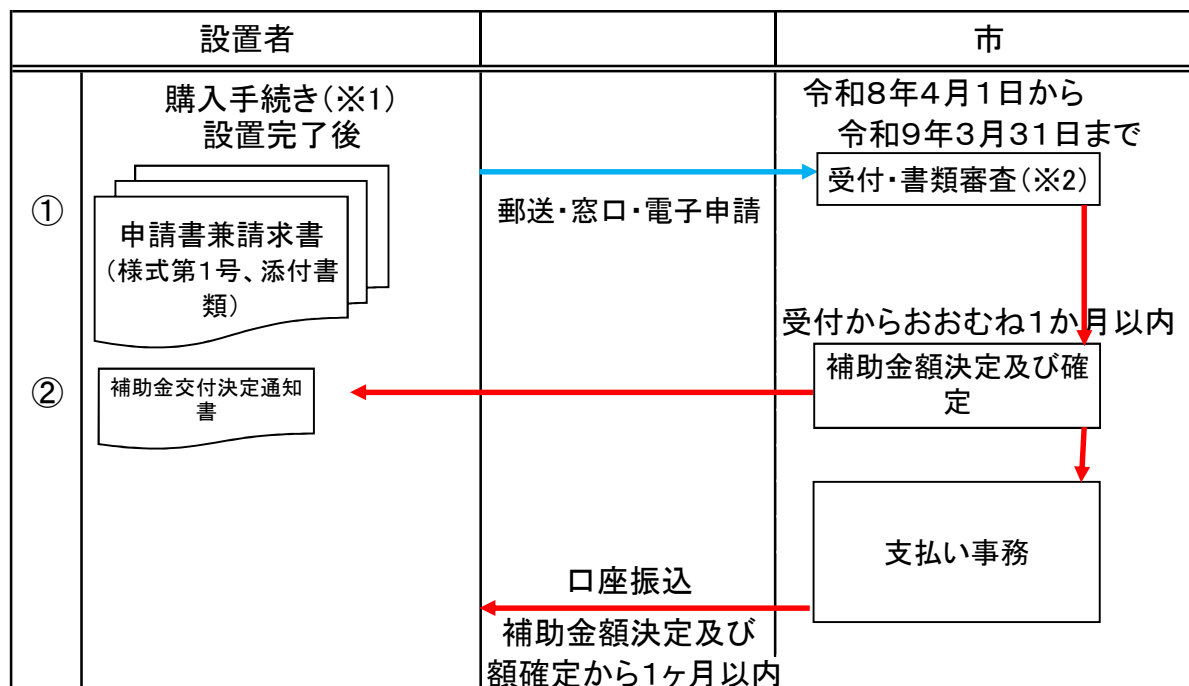 設置者
市
購入手続き(※1)
設置完了後
令和8年4月1日から
令和9年3月31日まで
①
申請書兼請求書
(様式第1号、添付書
類)
郵送・窓口・電子申請
受付・書類審査(※2)
受付からおおむね1か月以内
②
補助金交付決定通知
書
補助金額決定及び確
定
支払い事務
口座振込
補助金額決定及び
額確定から1ヶ月以内